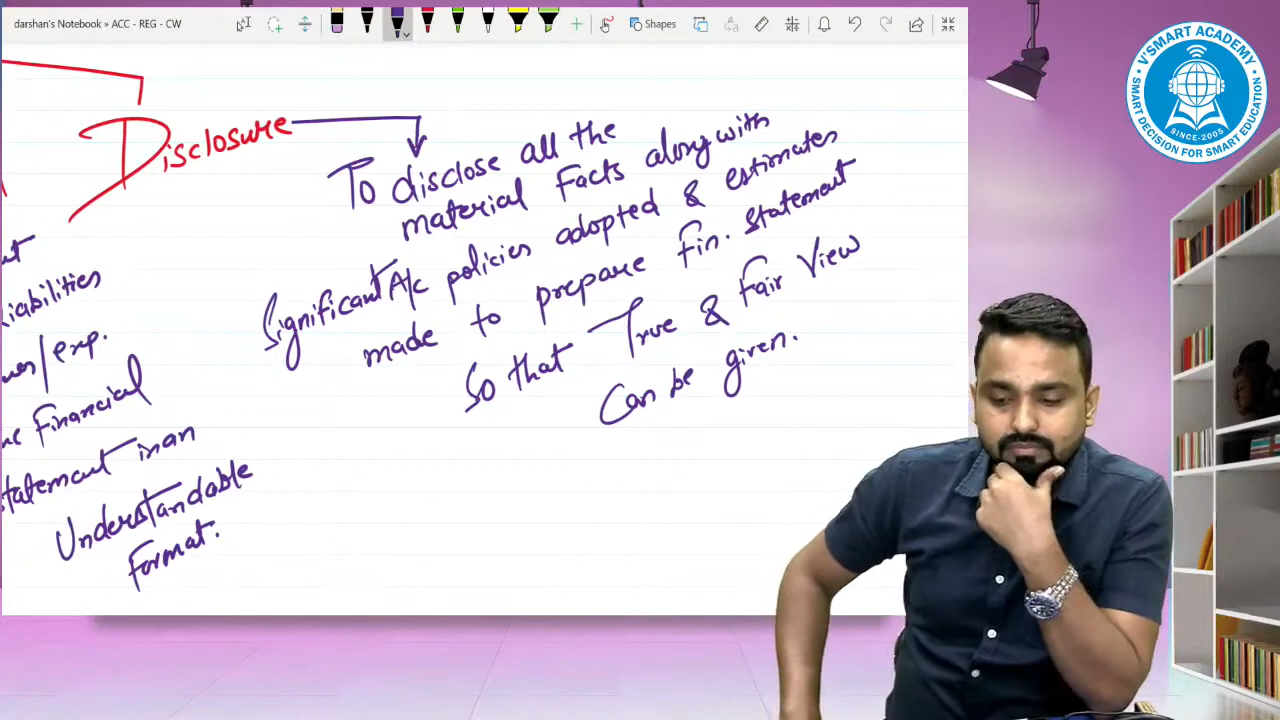 darshan's Notebook » ACC - REG - CW
Shapes
V'SMART ACADEMY
SMART DECISION FOR SMART EDUCATION
SINCE-2005
Disclosure
To disclose all the
material Facts along with
Significant A/c policies adopted & estimates
made to prepare fin. statement
So that True & Fair View
Can be given.
iabilities
/exp.
Financial
statement in an
Understandable
format.